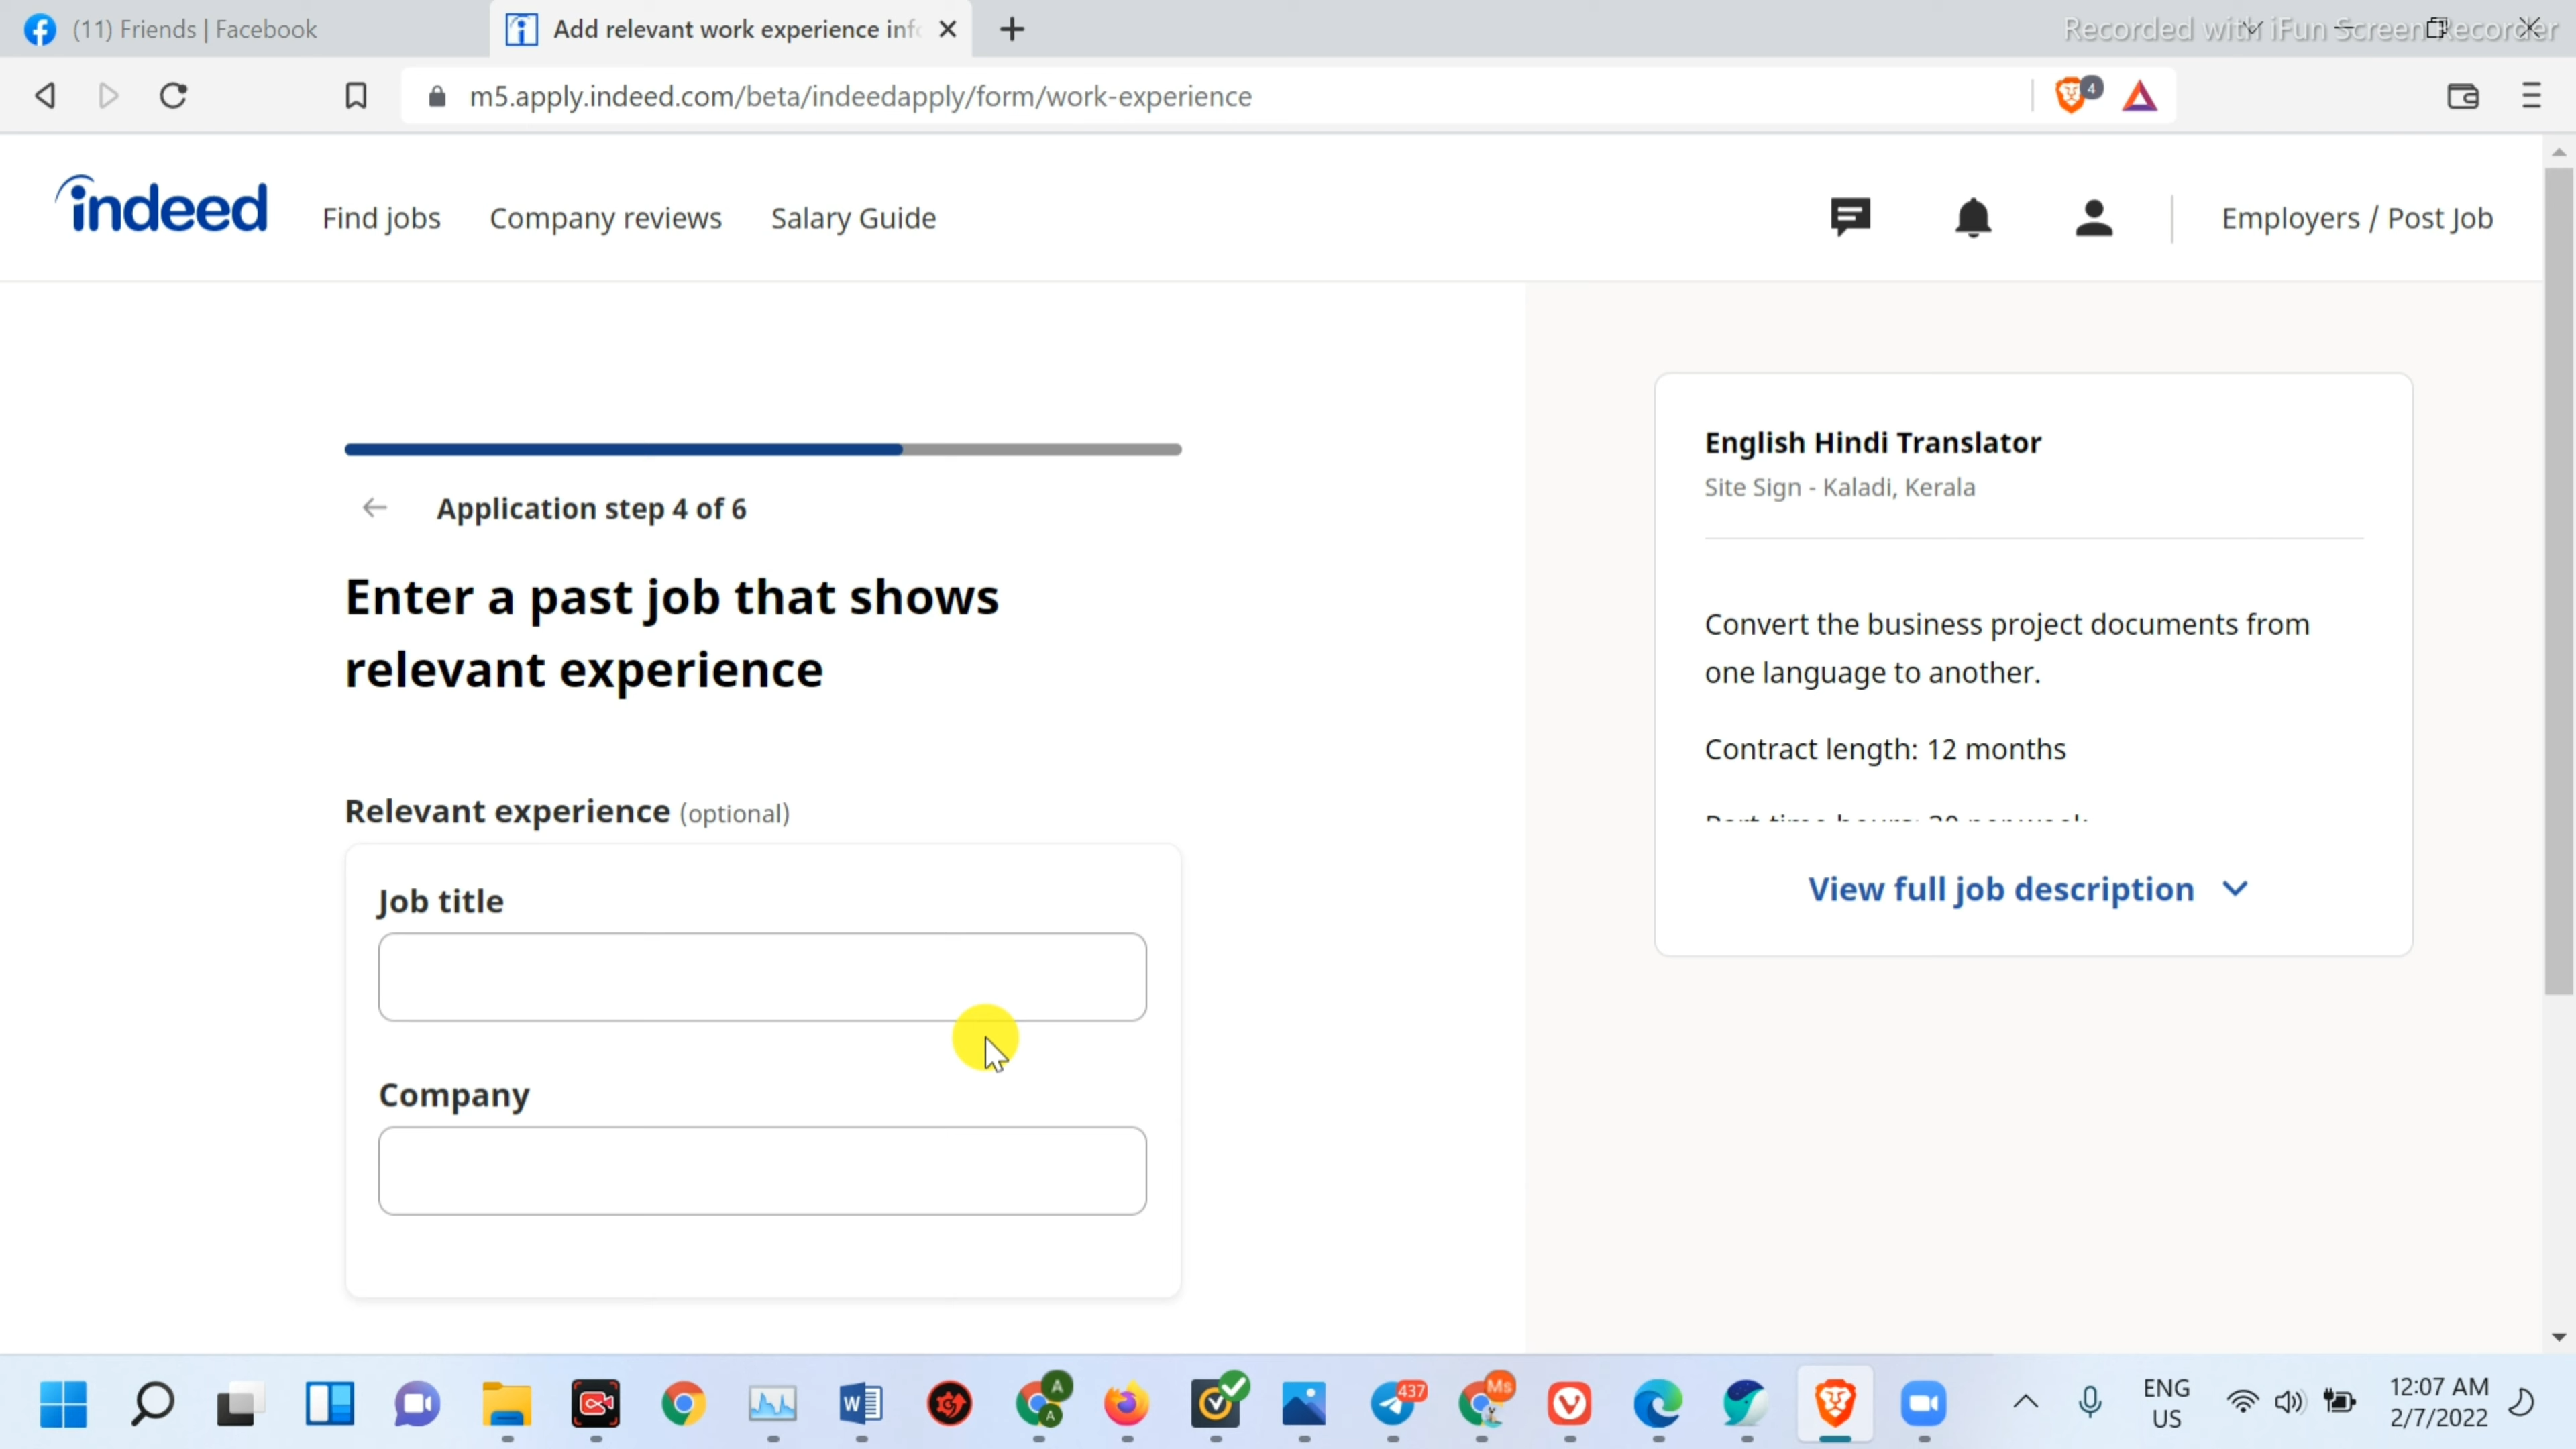 (11) Friends | Facebook
Add relevant work experience inf
Recorded with iFun Screen Recorder
m5.apply.indeed.com/beta/indeedapply/form/work-experience
4
indeed
Find jobs
Company reviews
Salary Guide
Employers / Post Job
Application step 4 of 6
Enter a past job that shows
relevant experience
Relevant experience (optional)
Job title
Company
English Hindi Translator
Site Sign - Kaladi, Kerala
Convert the business project documents from
one language to another.
Contract length: 12 months
View full job description
W
A
A
437
Ms
ENG
US
12:07 AM
2/7/2022